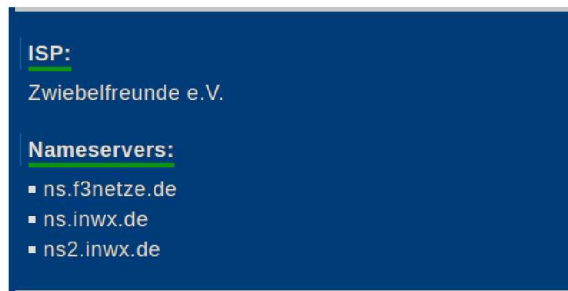 ISP:
Zwiebelfreunde e.V.
Nameservers:
ns.f3netze.de
ns.inwx.de
ns2.inwx.de